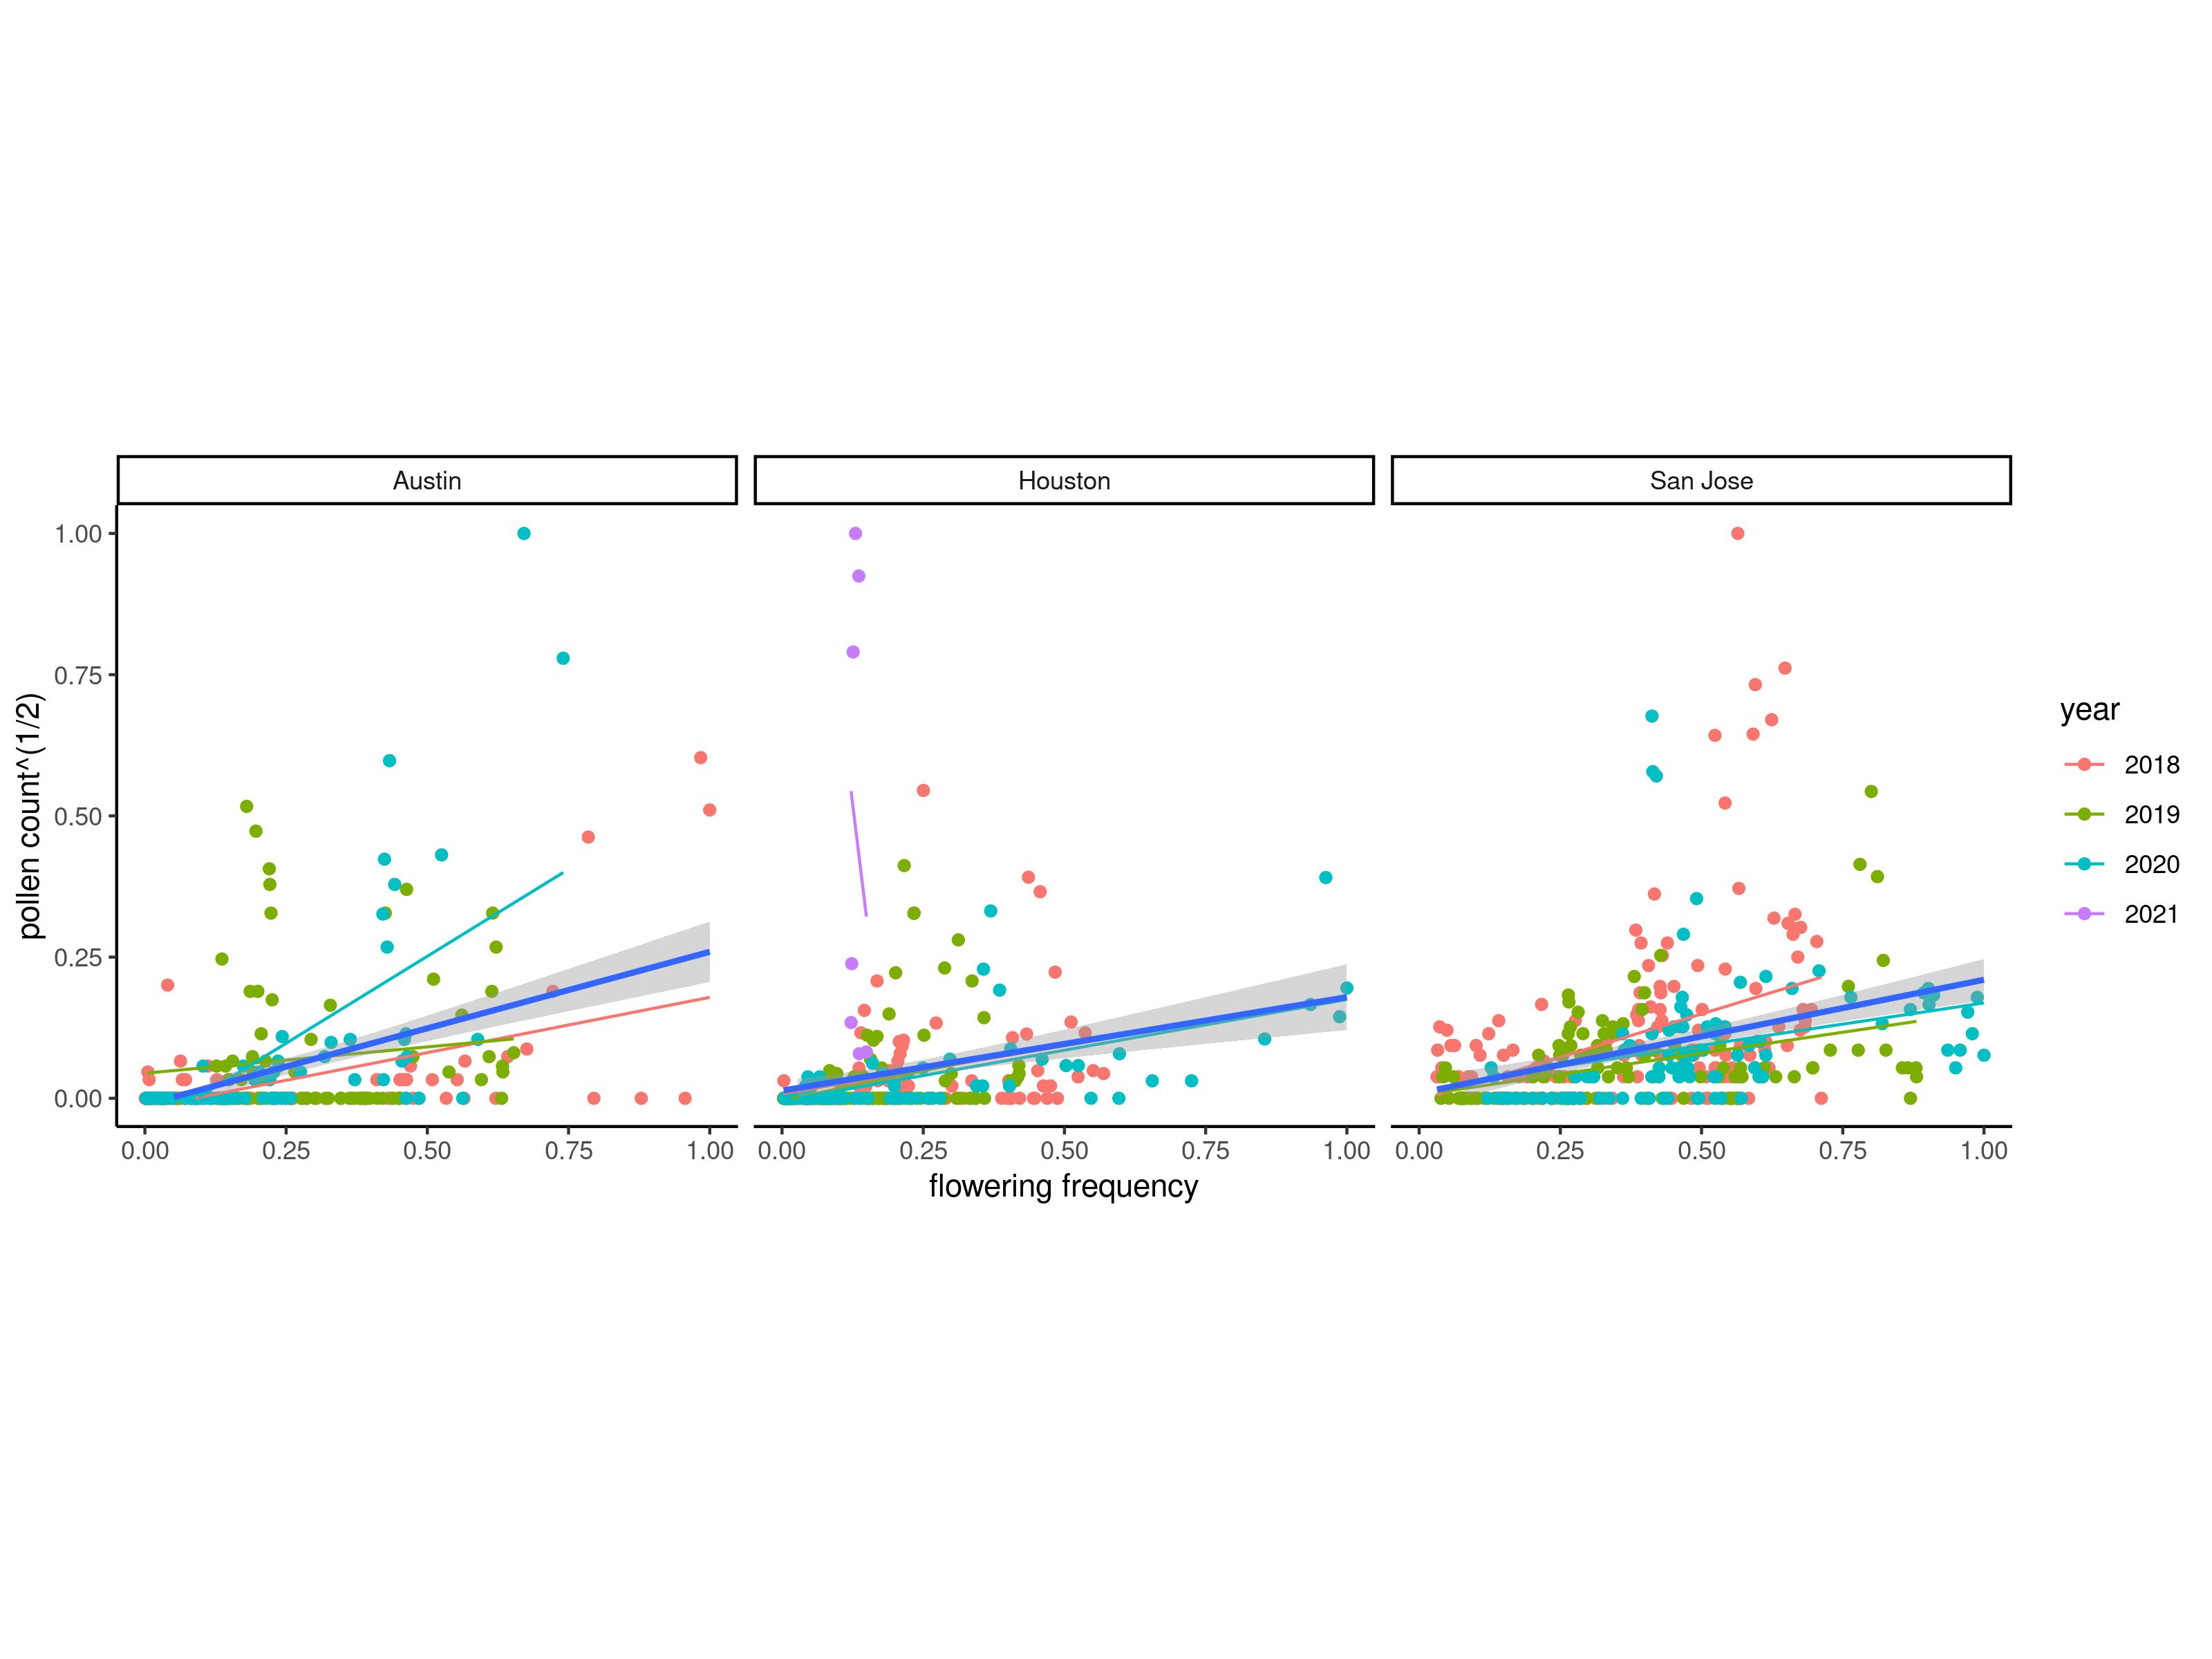 Austin
Houston
San Jose
1.00
0.75
0.50
0.25
0.00
pollen count^(1/2)
0.00 0.25 0.50 0.75 1.00
0.00 0.25 0.50 0.75 1.00
0.00 0.25 0.50 0.75 1.00
flowering frequency
year
2018
2019
2020
2021